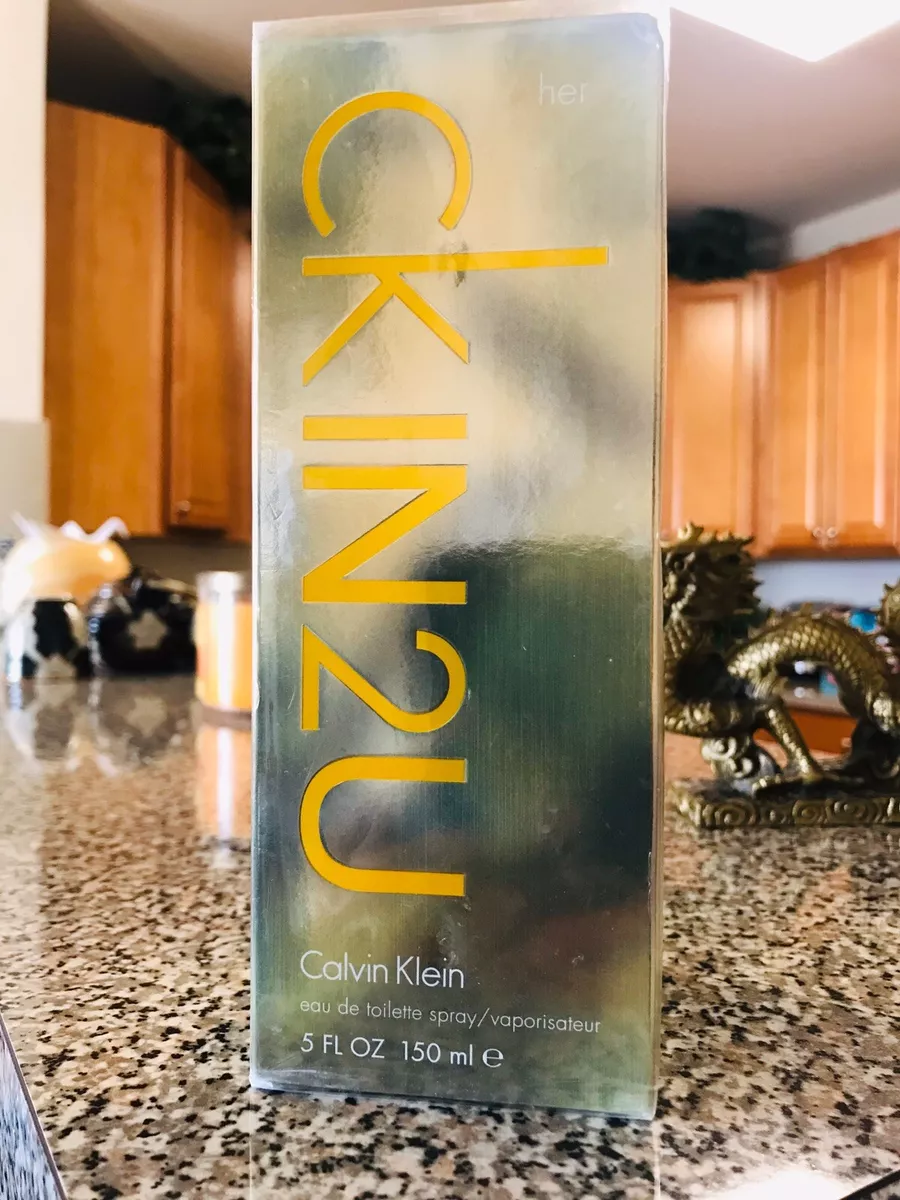 her
CKIN2U
Calvin Klein
eau de toilette spray/vaporisateur
5 FL OZ 150 ml ℮